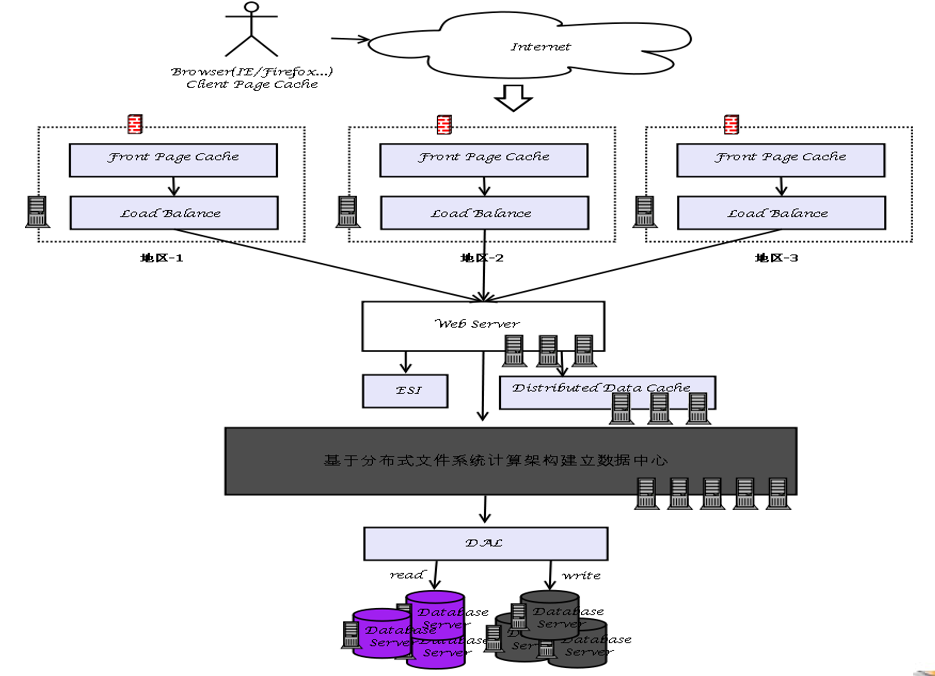 Browser(IE/Firefox...)
Client Page Cache
Internet
Front Page Cache
Load Balance
地区-1
Front Page Cache
Load Balance
地区-2
Front Page Cache
Load Balance
地区-3
Web Server
ESI
Distributed Data Cache
基于分布式文件系统计算架构建立数据中心
DAL
read
write
Database
Server
Database
Server
Database
Server
Database
Server
Database
Server